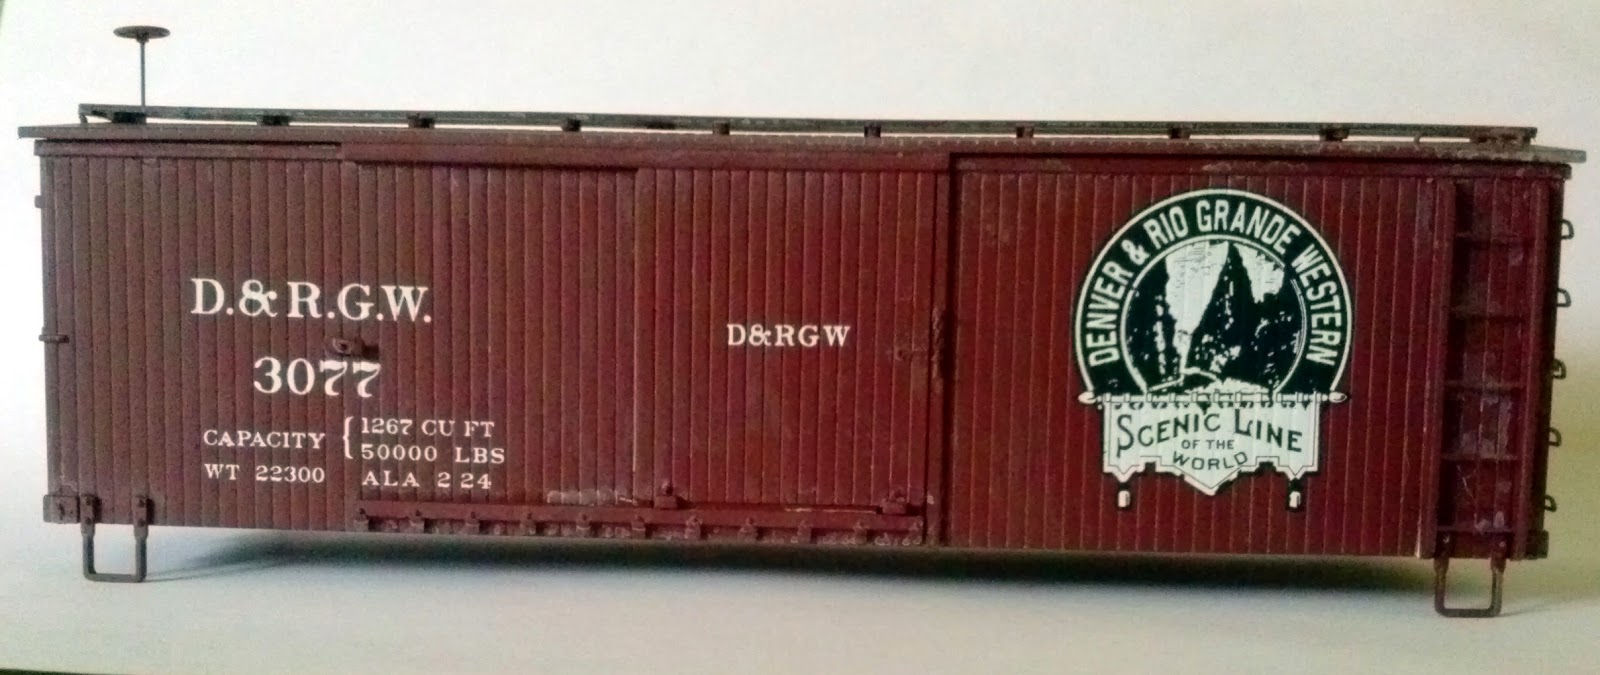 D.&R.G.W.
3077
CAPACITY { 1267 CU FT
50000 LBS
WT 22300 ALA 2 24
D&RGW
DENVER & RIO GRANDE WESTERN
SCENIC LINE
OF THE
WORLD